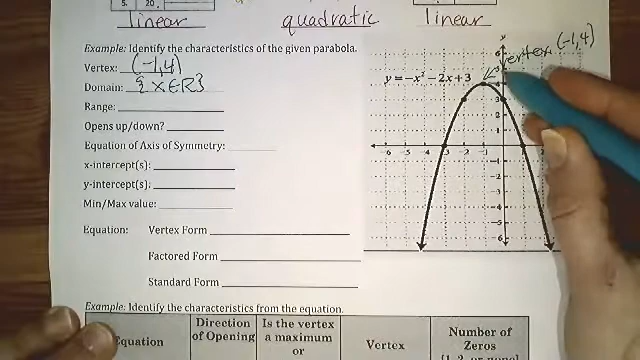 5. 20.
linear quadratic linear
Example: Identify the characteristics of the given parabola.
Vertex: (-1,4)
Domain: {XER}
Range:
Opens up/down?
Equation of Axis of Symmetry:
x-intercept(s):
y-intercept(s):
Min/Max value:
Equation: Vertex Form
Factored Form
Standard Form
vertex (-1,4)
y = −x² − 2x + 3
Example: Identify the characteristics from the equation.
Equation
Direction of Opening
Is the vertex a maximum or
Vertex
Number of Zeros